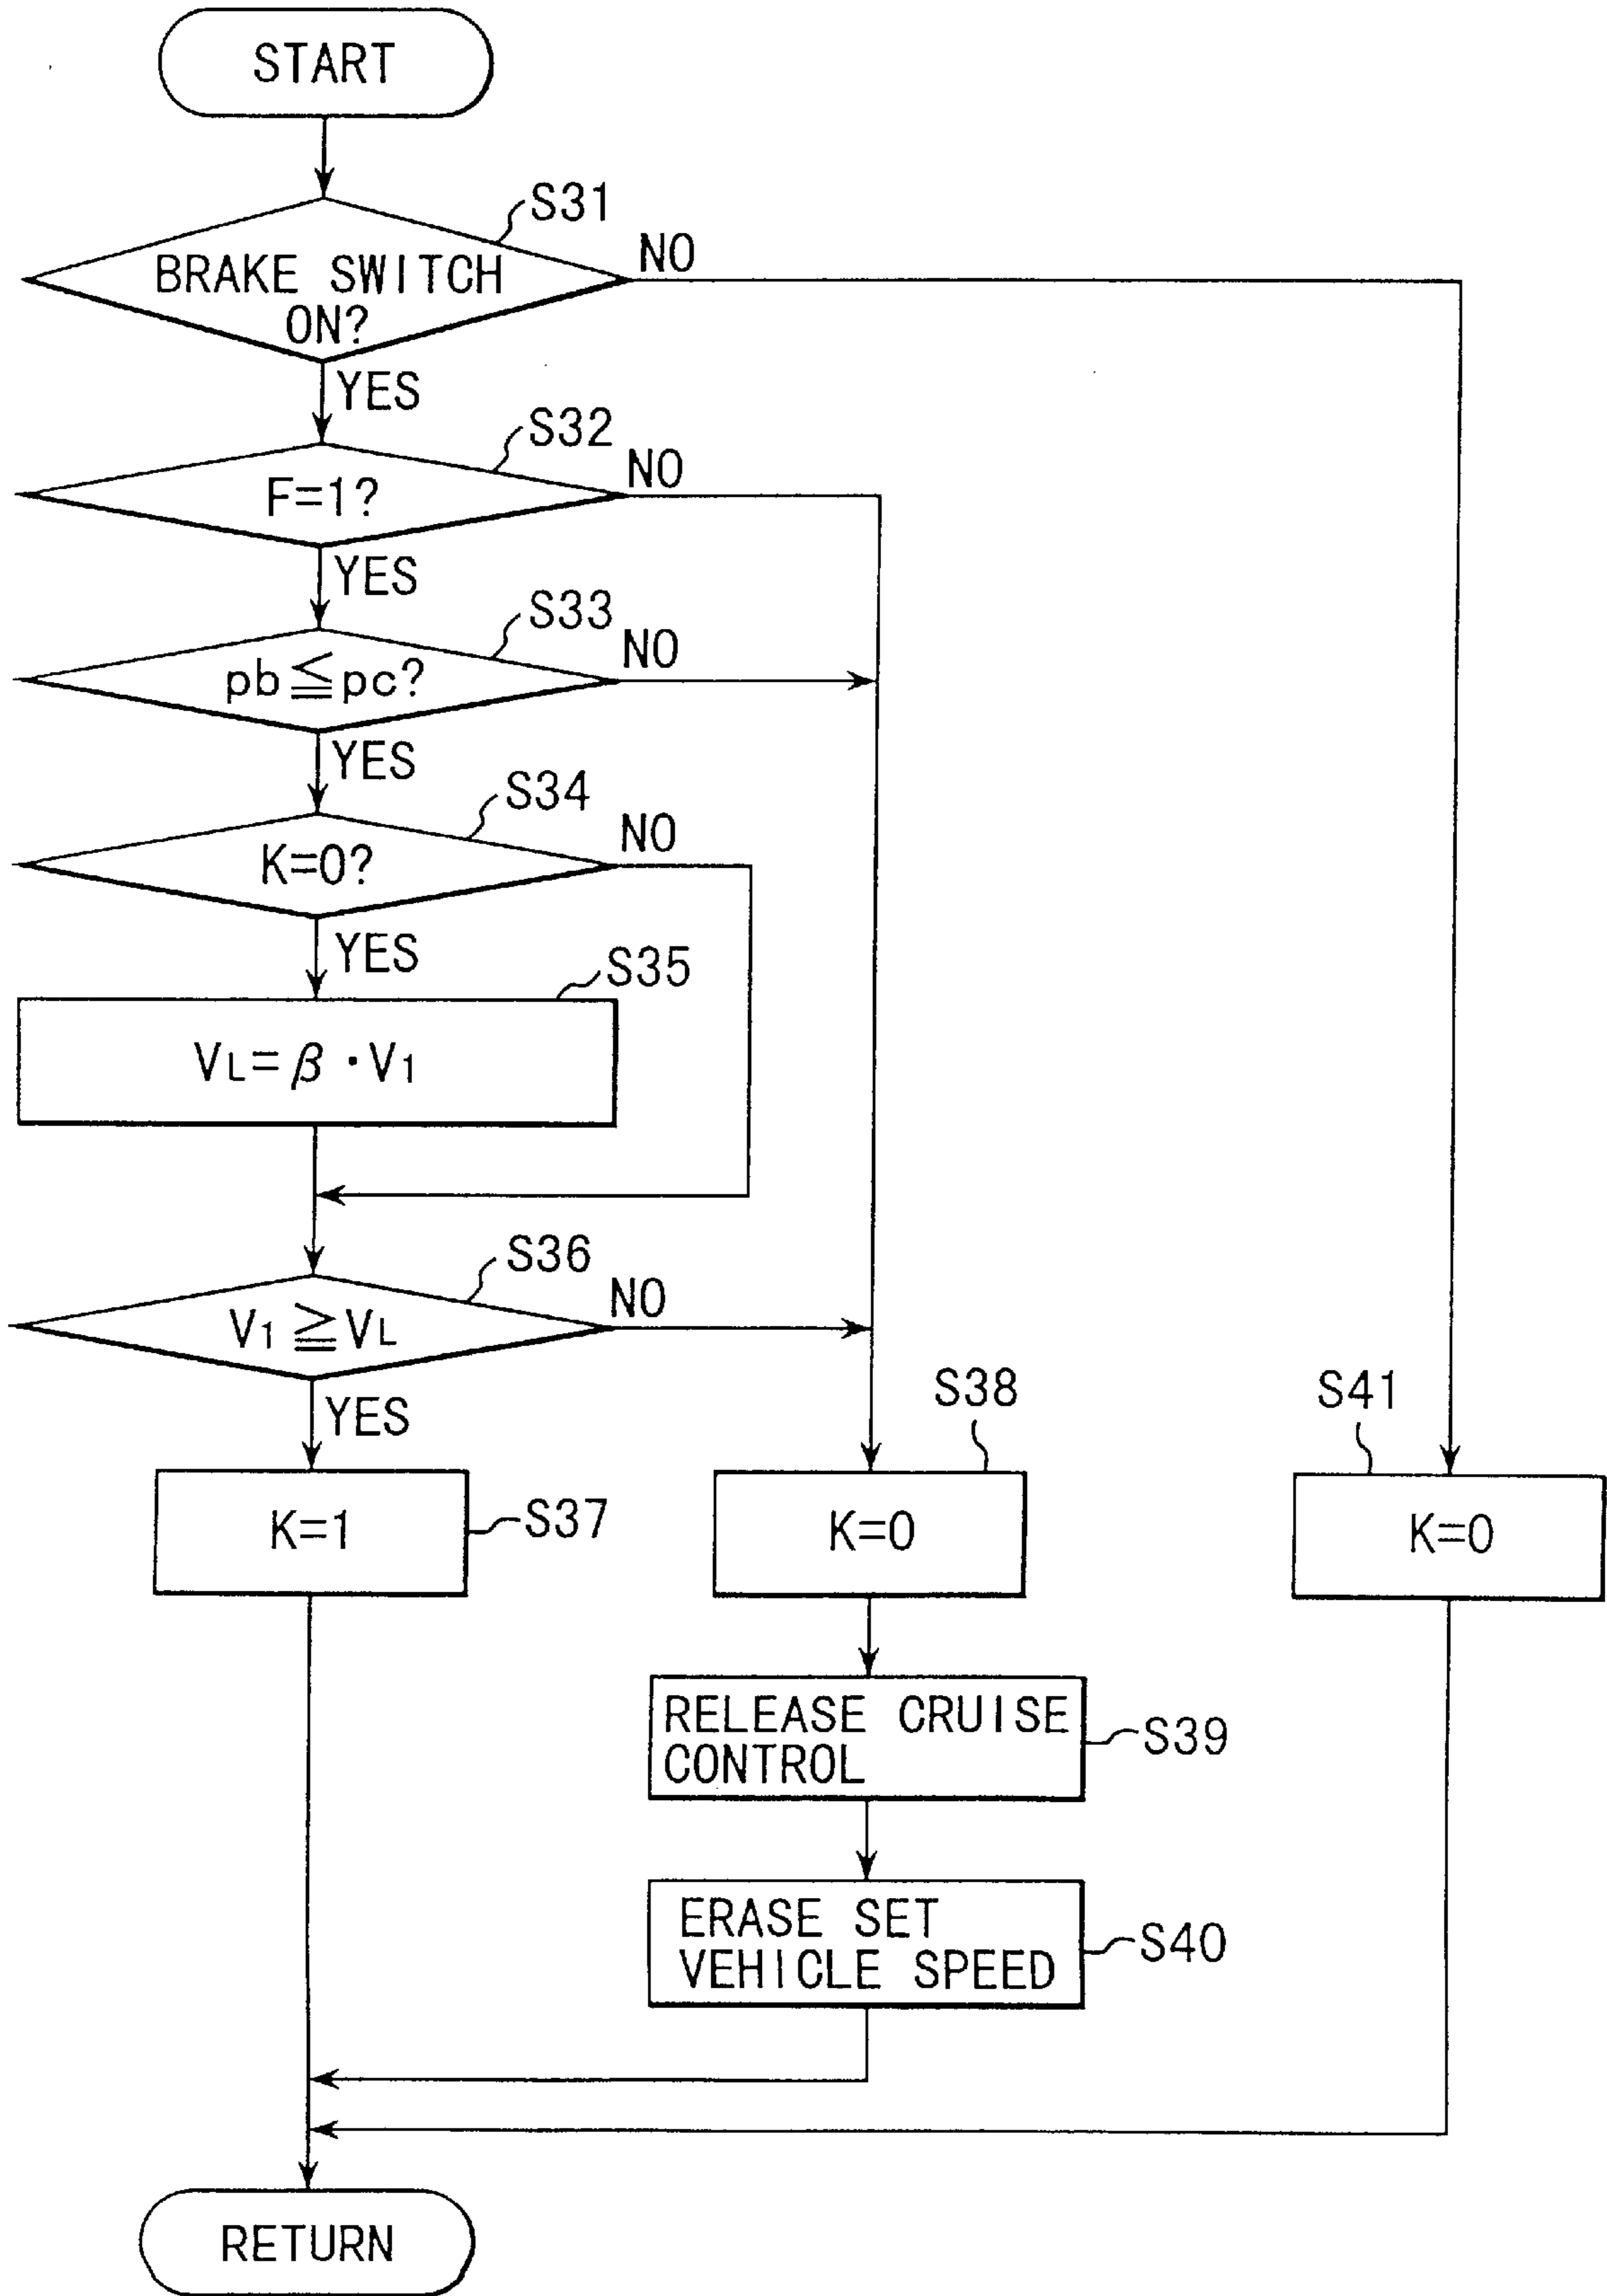 START
S31
BRAKE SWITCH
ON?
NO
YES
S32
F=1?
NO
YES
S33
pb≦pc?
NO
YES
S34
K=0?
NO
YES
S35
VL=β・V1
S36
V1≧VL
NO
YES
K=1
S37
S38
K=0
S41
K=0
RELEASE CRUISE
CONTROL
S39
ERASE SET
VEHICLE SPEED
S40
RETURN